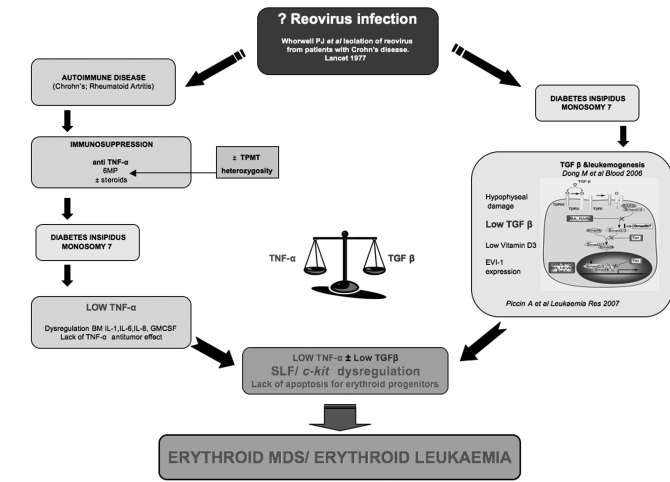 ? Reovirus infection
Whorwell PJ et al Isolation of reovirus
from patients with Crohn's disease.
Lancet 1977
AUTOIMMUNE DISEASE
(Chrohn's; Rheumatoid Artritis)
IMMUNOSUPPRESSION
anti TNF-α
6MP
± steroids
± TPMT
heterozygosity
DIABETES INSIPIDUS
MONOSOMY 7
LOW TNF-α
Dysregulation BM IL-1,IL-6,IL-8, GMCSF
Lack of TNF-α antitumor effect
TNF-α
TGF β
DIABETES INSIPIDUS
MONOSOMY 7
TGF β &leukemogenesis
Dong M et al Blood 2006
Hypophyseal
damage
Low TGF β
Low Vitamin D3
EVI-1
expression
TGF-β
Piccin A et al Leukaemia Res 2007
LOW TNF-α ± Low TGFβ
SLF/ c-kit dysregulation
Lack of apoptosis for erythroid progenitors
ERYTHROID MDS/ ERYTHROID LEUKAEMIA